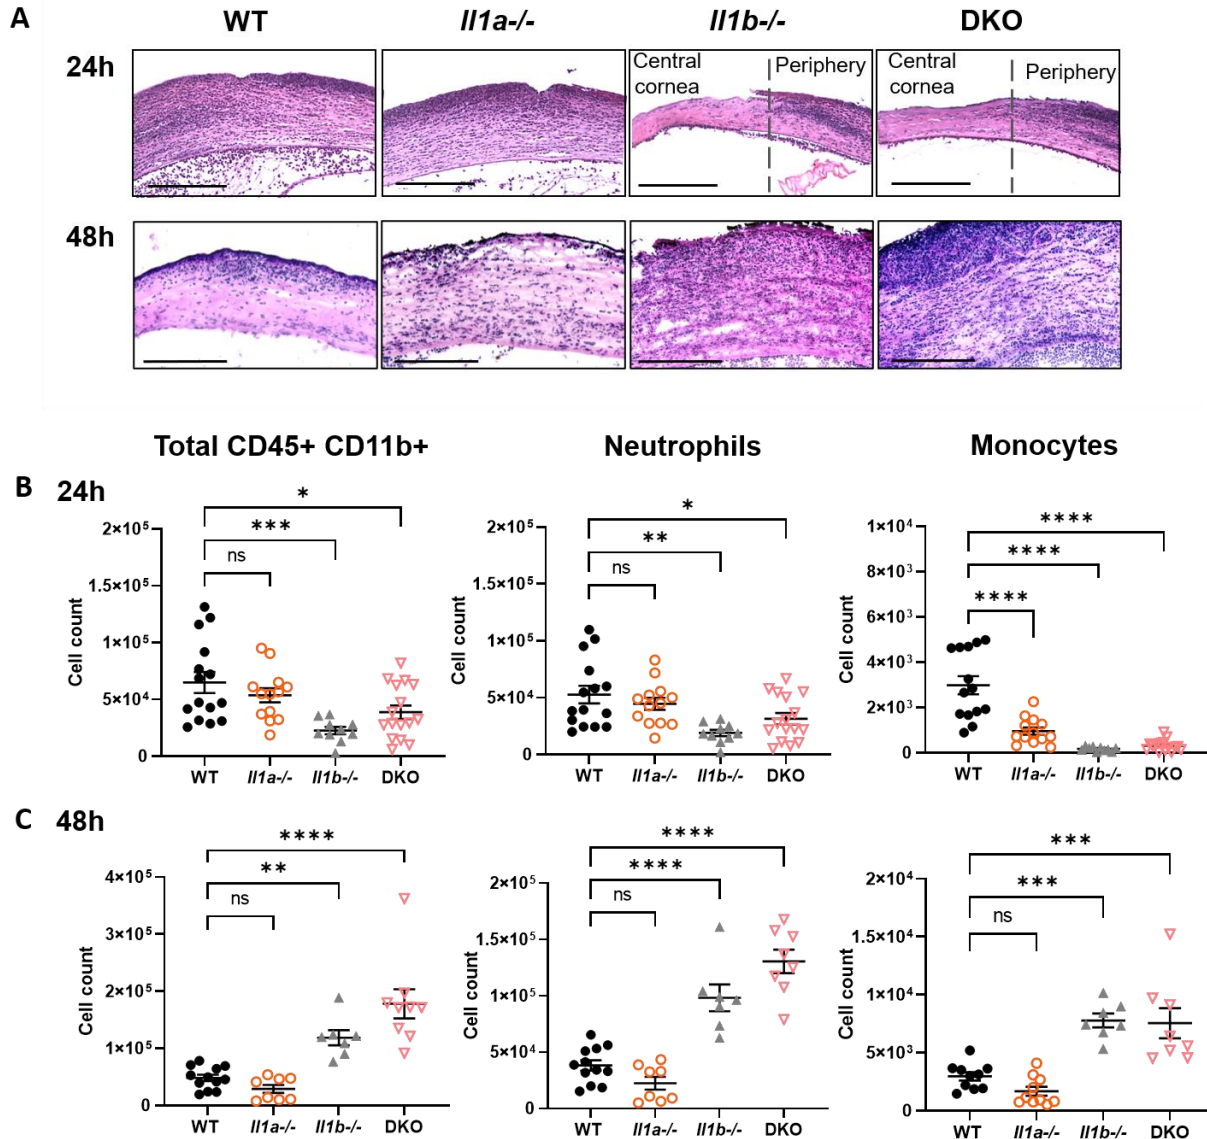 A
WT
Il1a-/-
Il1b-/-
DKO
24h
Central
cornea
Periphery
Central
cornea
Periphery
48h
Total CD45+ CD11b+
Neutrophils
Monocytes
B
24h
*
***
ns
2×10⁵
1.5×10⁵
1×10⁵
5×10⁴
0
Cell count
WT
Il1a-/-
Il1b-/-
DKO
*
**
ns
2×10⁵
1.5×10⁵
1×10⁵
5×10⁴
0
Cell count
WT
Il1a-/-
Il1b-/-
DKO
****
****
****
1×10⁴
8×10³
6×10³
4×10³
2×10³
0
Cell count
WT
Il1a-/-
Il1b-/-
DKO
C
48h
****
**
ns
4×10⁵
3×10⁵
2×10⁵
1×10⁵
0
Cell count
WT
Il1a-/-
Il1b-/-
DKO
****
****
ns
2×10⁵
1.5×10⁵
1×10⁵
5×10⁴
0
Cell count
WT
Il1a-/-
Il1b-/-
DKO
***
***
ns
2×10⁴
1.5×10⁴
1×10⁴
5×10³
0
Cell count
WT
Il1a-/-
Il1b-/-
DKO